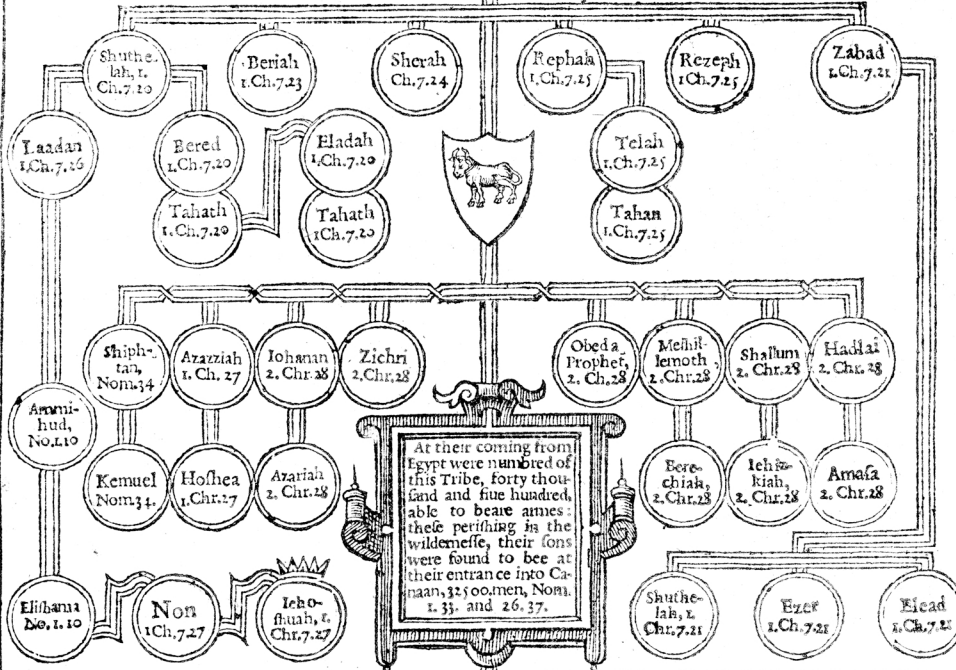 Shuthe-
lah, 1.
Ch.7.20
Beriah
1.Ch.7.23
Sherah
Ch.7.24
Rephah
1.Ch.7.25
Rezeph
1Ch.7.25
Zabad
1.Ch.7.21
Laadan
1.Ch.7.26
Bered
1.Ch.7.20
Eladah
1.Ch.7.20
Telah
1.Ch.7.25
Tahath
1.Ch.7.20
Tahath
1Ch.7.20
Tahan
1.Ch.7.25
Shiph-
tan,
Nom.34
Azazziah
1. Ch. 27
Iohanan
2. Chr.28
Zichri
2.Chr.28
Obed a
Prophet,
2. Ch.28
Meſhil-
lemoth,
2. Chr.28
Shallum
2. Chr.28
Hadlai
2. Chr.28
Ammi-
hud,
No.1.10
Kemuel
Nom.34.
Hoſhea
1.Chr.27
Azariah
2. Chr.28
Bere-
chiah,
2. Chr.28
Iehiz-
kiah,
2. Chr.28
Amaſa
2. Chr.28
At their coming from
Egypt were numbred of
this Tribe, forty thou-
ſand and fiue hundred,
able to beare armes:
theſe periſhing in the
wilderneſſe, their ſons
were found to bee at
their entrance into Ca-
naan, 32500.men, Nom.
1. 33. and 26.37.
Eliſhama
No. 1. 10
Non
1Ch.7.27
Ieho-
ſhuah, 1.
Chr.7.27
Shuthe-
lah, 1.
Chr.7.21
Ezer
1.Ch.7.21
Elead
1.Ch.7.21